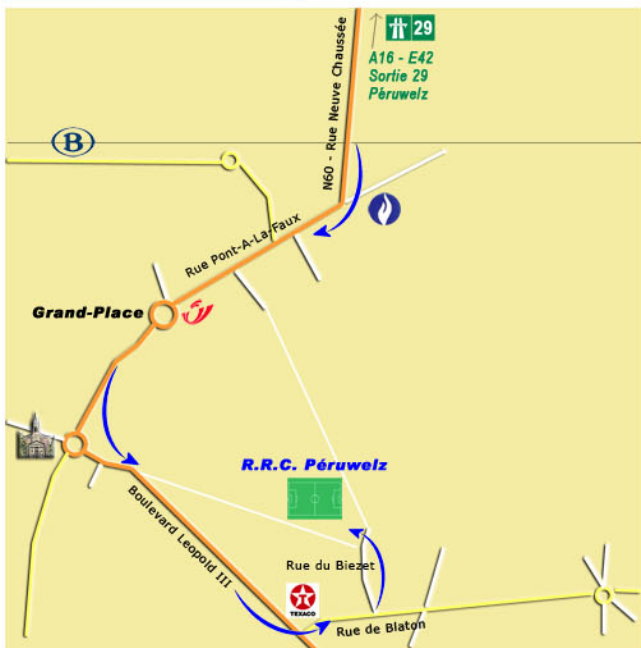 29
A16 - E42
Sortie 29
Péruwelz
N60 - Rue Neuve Chaussée
B
Rue Pont-A-La-Faux
Grand-Place
R.R.C. Péruwelz
Boulevard Leopold III
Rue du Biezet
TEXACO
Rue de Blaton